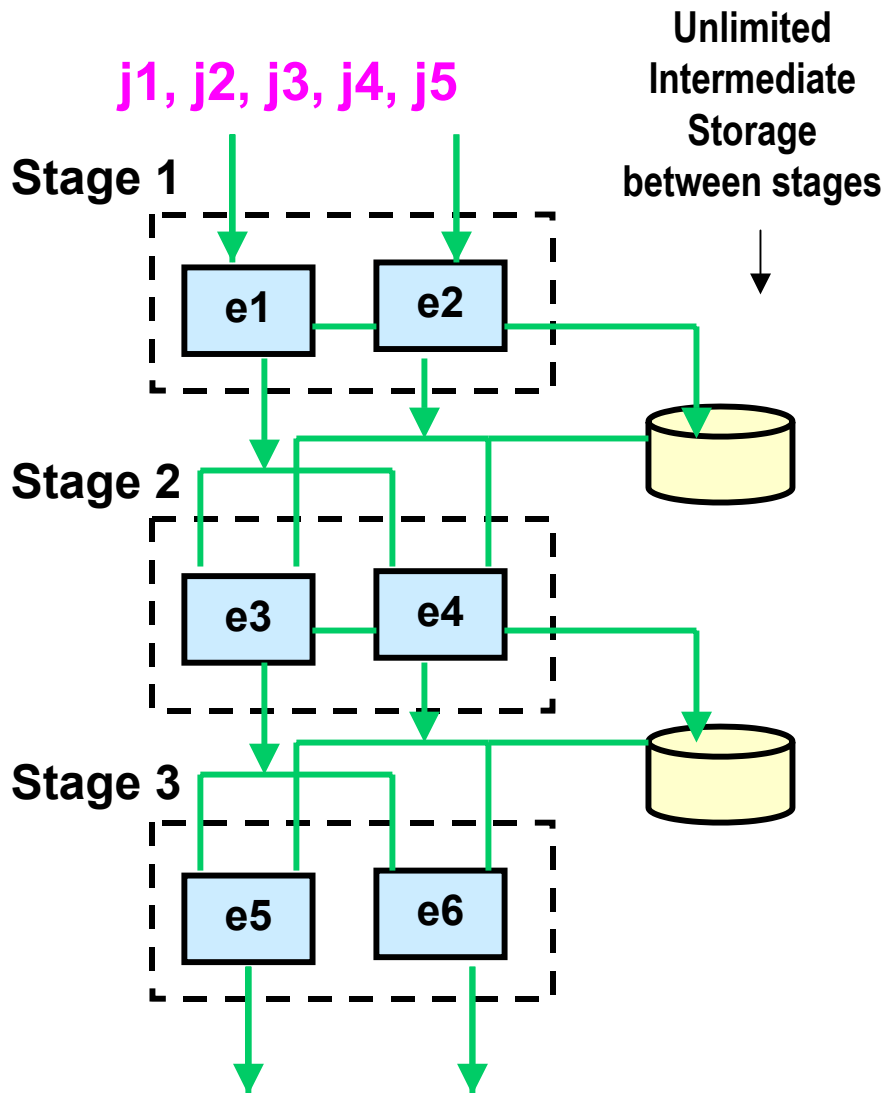 Unlimited
Intermediate
Storage
between stages
j1, j2, j3, j4, j5
Stage 1
e1
e2
Stage 2
e3
e4
Stage 3
e5
e6